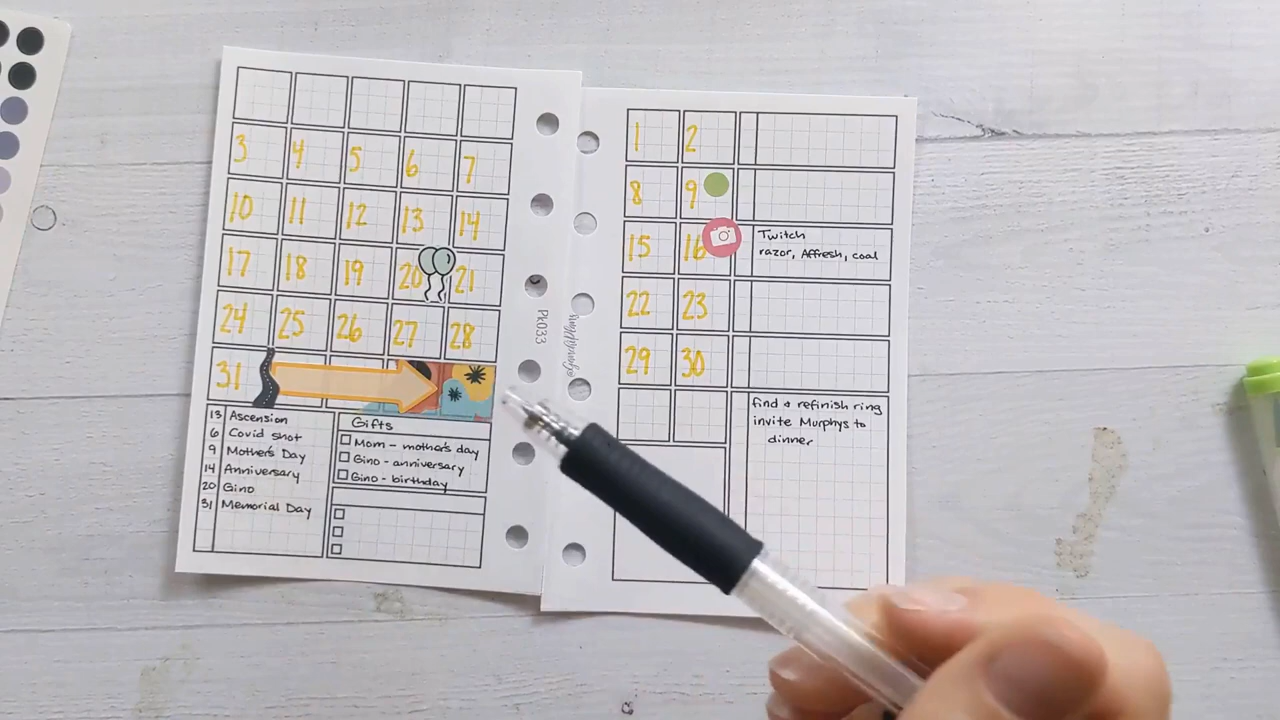 3 4 5 6 7
10 11 12 13 14
17 18 19 20 21
24 25 26 27 28
31
13 Ascension
6 Covid shot
9 Mother's Day
14 Anniversary
20 Gino
31 Memorial Day
Gifts
Mom - mother's day
Gino - anniversary
Gino - birthday
PK033
1 2
8 9
15 16
22 23
29 30
Twitch
razor, Affresh, coal
find & refinish ring
invite Murphys to
dinner